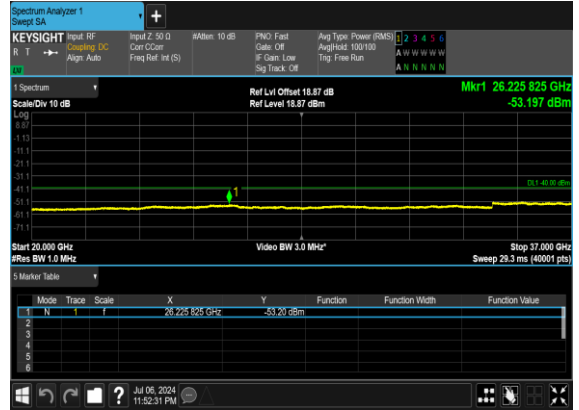 Spectrum Analyzer 1
Swept SA
+
KEYSIGHT Input: RF Input Z: 50 Ω #Atten: 10 dB PNO: Fast Avg Type: Power (RMS) 1 2 3 4 5 6
R T Coupling: DC Corr CCorr Gate: Off Avg|Hold: 100/100 A W W W W W
Align: Auto Freq Ref: Int (S) IF Gain: Low Trig: Free Run A N N N N N
Sig Track: Off
1 Spectrum Ref Lvl Offset 18.87 dB Mkr1 26.225 825 GHz
Scale/Div 10 dB Ref Level 18.87 dBm -53.197 dBm
Log
8.87
-1.13
-11.1
-21.1
-31.1
DL1 -40.00 dBm
-41.1
1
-51.1
-61.1
-71.1
Start 20.000 GHz Video BW 3.0 MHz* Stop 37.000 GHz
#Res BW 1.0 MHz Sweep 29.3 ms (40001 pts)
5 Marker Table
Mode Trace Scale X Y Function Function Width Function Value
1 N 1 f 26.225 825 GHz -53.20 dBm
2
3
4
5
6
? Jul 06, 2024
11:52:31 PM